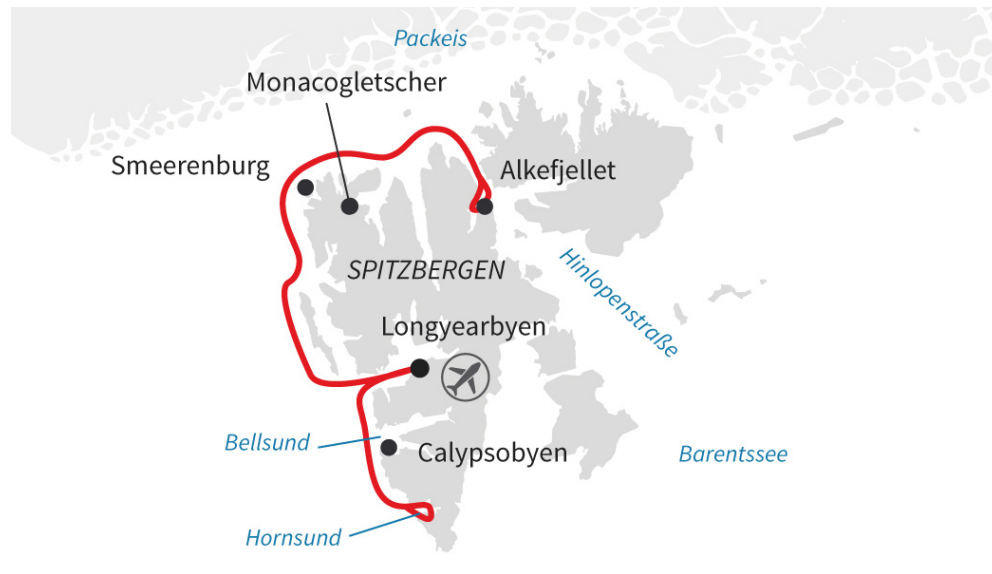 Packeis
Monacogletscher
Smeerenburg
Alkefjellet
SPITZBERGEN
Hinlopenstraße
Longyearbyen
Bellsund
Calypsobyen
Barentssee
Hornsund